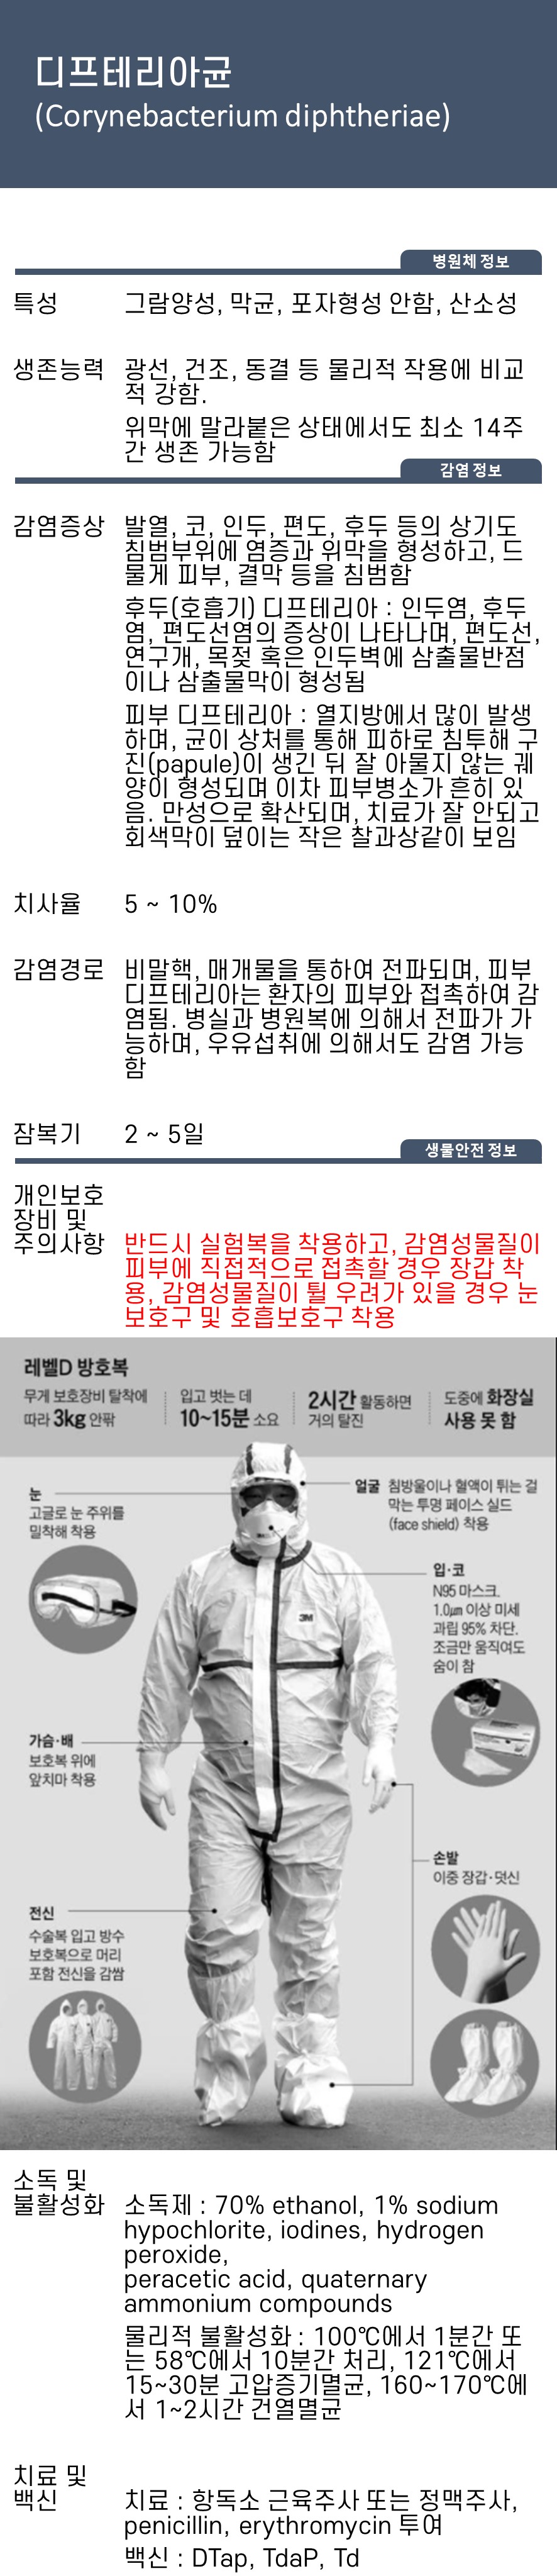 디프테리아균
(Corynebacterium diphtheriae)
병원체 정보
특성
그람양성, 막균, 포자형성 안함, 산소성
생존능력
광선, 건조, 동결 등 물리적 작용에 비교
적 강함.
위막에 말라붙은 상태에서도 최소 14주
간 생존 가능함
감염 정보
감염증상
발열, 코, 인두, 편도, 후두 등의 상기도
침범부위에 염증과 위막을 형성하고, 드
물게 피부, 결막 등을 침범함
후두(호흡기) 디프테리아 : 인두염, 후두
염, 편도선염의 증상이 나타나며, 편도선,
연구개, 목젖 혹은 인두벽에 삼출물반점
이나 삼출물막이 형성됨
피부 디프테리아 : 열지방에서 많이 발생
하며, 균이 상처를 통해 피하로 침투해 구
진(papule)이 생긴 뒤 잘 아물지 않는 궤
양이 형성되며 이차 피부병소가 흔히 있
음. 만성으로 확산되며, 치료가 잘 안되고
회색막이 덮이는 작은 찰과상같이 보임
치사율
5 ~ 10%
감염경로
비말핵, 매개물을 통하여 전파되며, 피부
디프테리아는 환자의 피부와 접촉하여 감
염됨. 병실과 병원복에 의해서 전파가 가
능하며, 우유섭취에 의해서도 감염 가능
함
잠복기
2 ~ 5일
생물안전 정보
개인보호
장비 및
주의사항
반드시 실험복을 착용하고, 감염성물질이
피부에 직접적으로 접촉할 경우 장갑 착
용, 감염성물질이 튈 우려가 있을 경우 눈
보호구 및 호흡보호구 착용
레벨D 방호복
무게 보호장비 탈착에
따라 3kg 안팎
입고 벗는 데
10~15분 소요
2시간 활동하면
거의 탈진
도중에 화장실
사용 못 함
눈
고글로 눈 주위를
밀착해 착용
얼굴 침방울이나 혈액이 튀는 걸
막는 투명 페이스 실드
(face shield) 착용
입·코
N95 마스크.
1.0㎛ 이상 미세
과립 95% 차단.
조금만 움직여도
숨이 참
3M
가슴·배
보호복 위에
앞치마 착용
손발
이중 장갑·덧신
전신
수술복 입고 방수
보호복으로 머리
포함 전신을 감쌈
소독 및
불활성화
소독제 : 70% ethanol, 1% sodium
hypochlorite, iodines, hydrogen
peroxide,
peracetic acid, quaternary
ammonium compounds
물리적 불활성화 : 100℃에서 1분간 또
는 58℃에서 10분간 처리, 121℃에서
15~30분 고압증기멸균, 160~170℃에
서 1~2시간 건열멸균
치료 및
백신
치료 : 항독소 근육주사 또는 정맥주사,
penicillin, erythromycin 투여
백신 : DTap, TdaP, Td